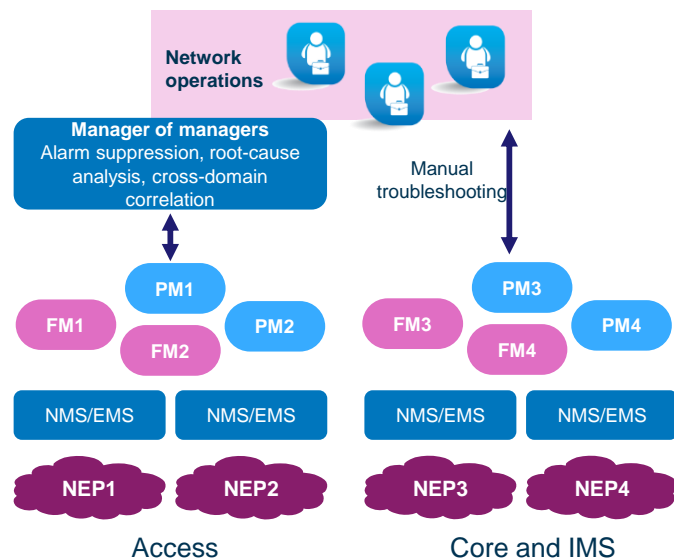 Network
operations
Manager of managers
Alarm suppression, root-cause
analysis, cross-domain
correlation
Manual
troubleshooting
PM1
FM1
PM2
FM2
PM3
FM3
PM4
FM4
NMS/EMS
NMS/EMS
NMS/EMS
NMS/EMS
NEP1
NEP2
NEP3
NEP4
Access
Core and IMS